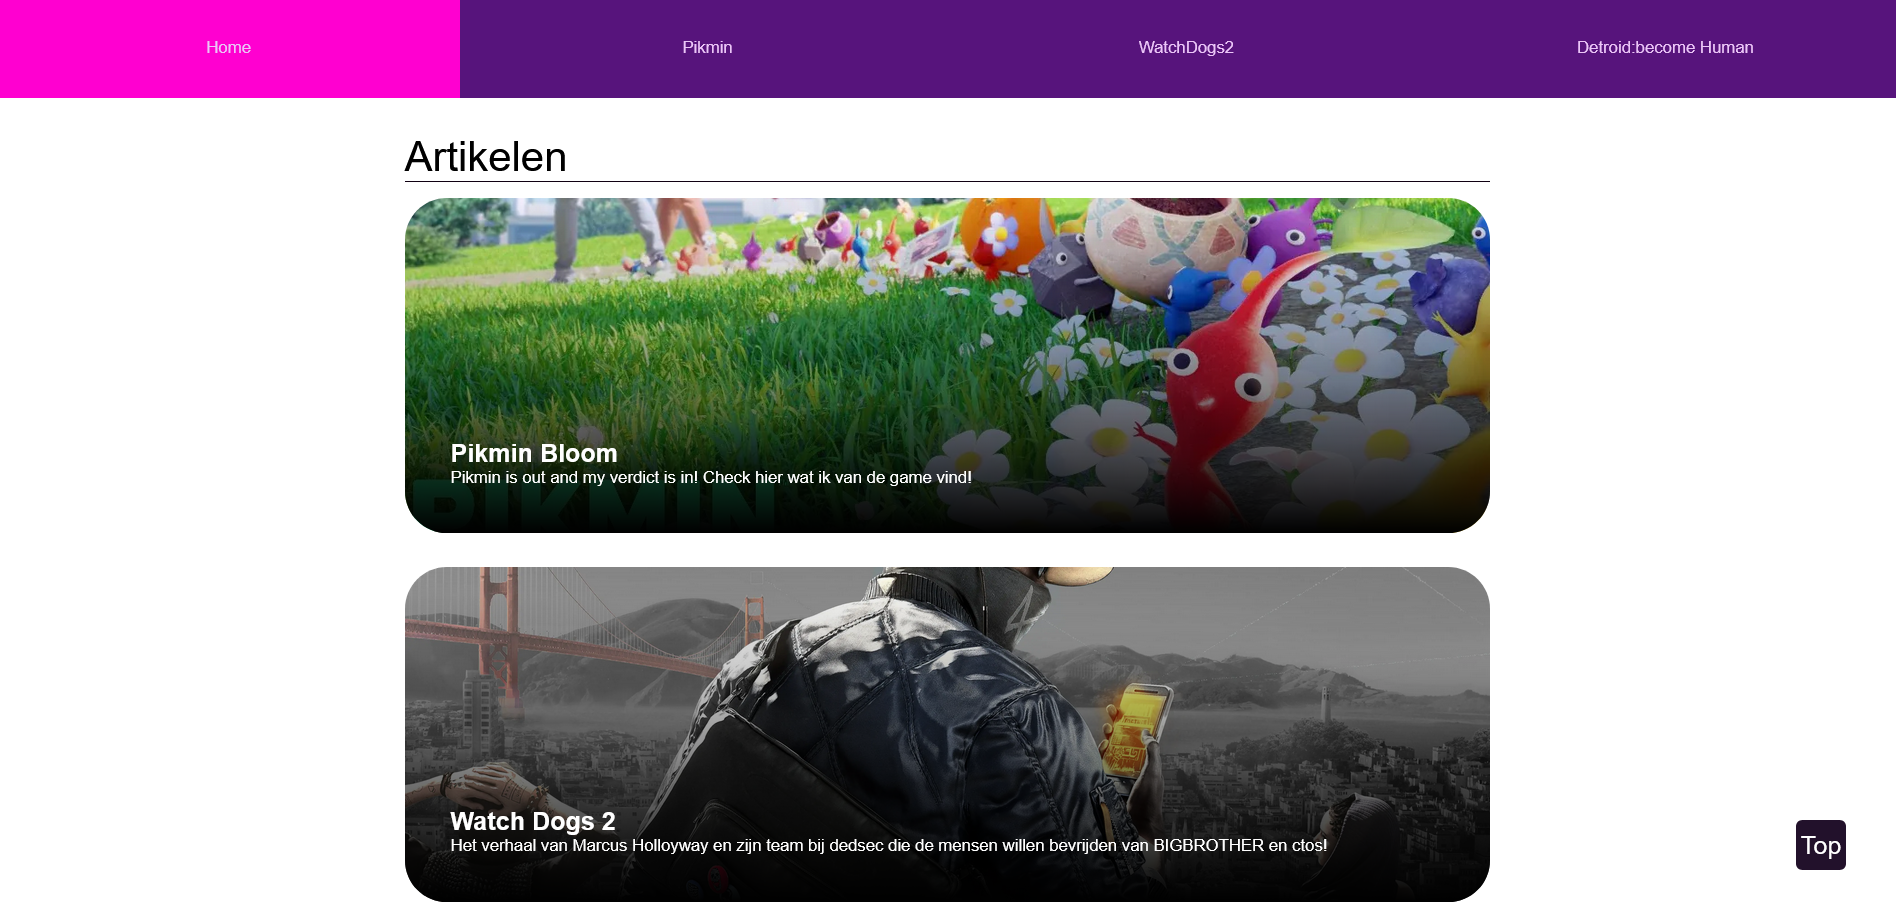 Home
Pikmin
WatchDogs2
Detroid:become Human
Artikelen
PIKMIN
Pikmin Bloom
Pikmin is out and my verdict is in! Check hier wat ik van de game vind!
Watch Dogs 2
Het verhaal van Marcus Holloyway en zijn team bij dedsec die de mensen willen bevrijden van BIGBROTHER en ctos!
Top